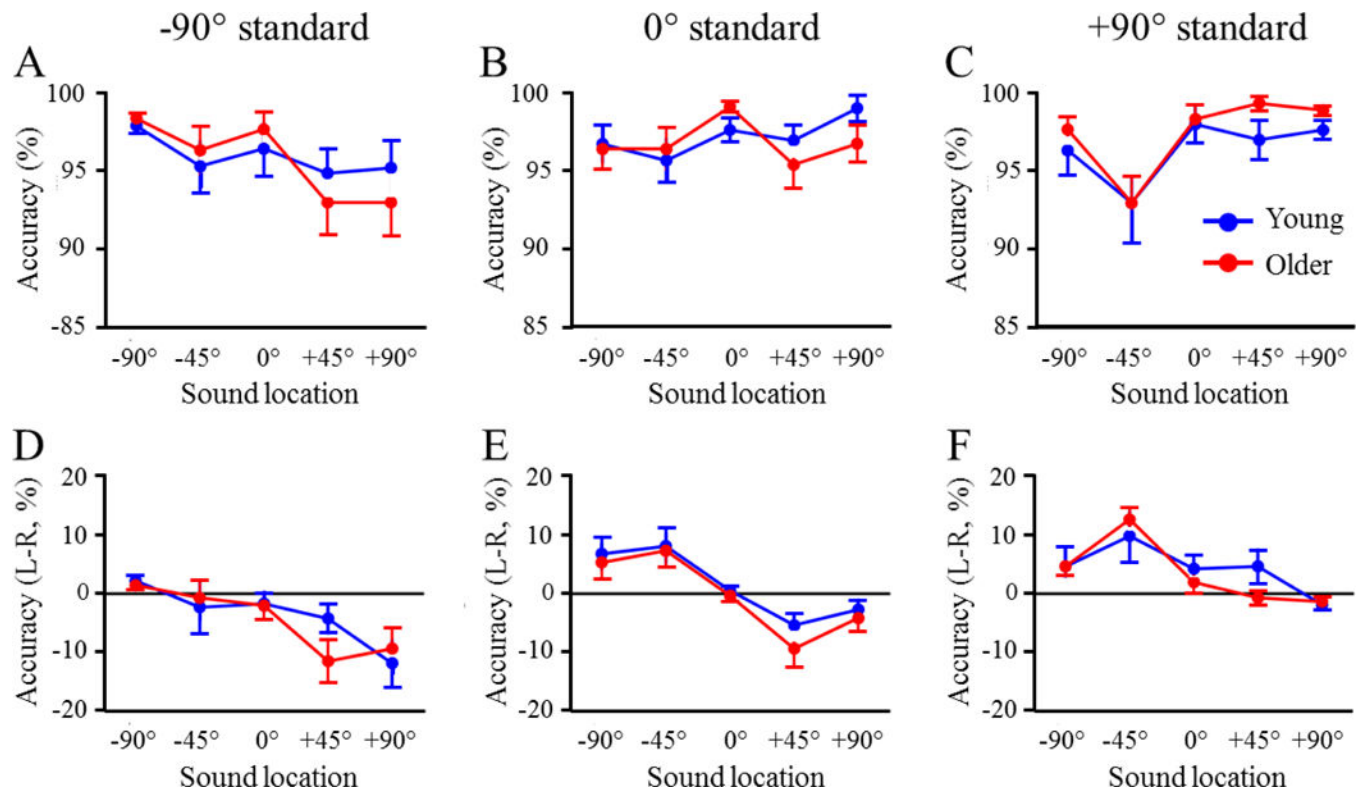 -90° standard
0° standard
+90° standard
A
B
C
100
95
90
-85
Accuracy (%)
-90° -45° 0° +45° +90°
Sound location
100
95
90
85
Accuracy (%)
-90° -45° 0° +45° +90°
Sound location
100
95
90
85
Accuracy (%)
Young
Older
-90° -45° 0° +45° +90°
Sound location
D
E
F
20
10
0
-10
-20
Accuracy (L-R, %)
-90° -45° 0° +45° +90°
Sound location
20
10
0
-10
-20
Accuracy (L-R, %)
-90° -45° 0° +45° +90°
Sound location
20
10
0
-10
-20
Accuracy (L-R, %)
-90° -45° 0° +45° +90°
Sound location